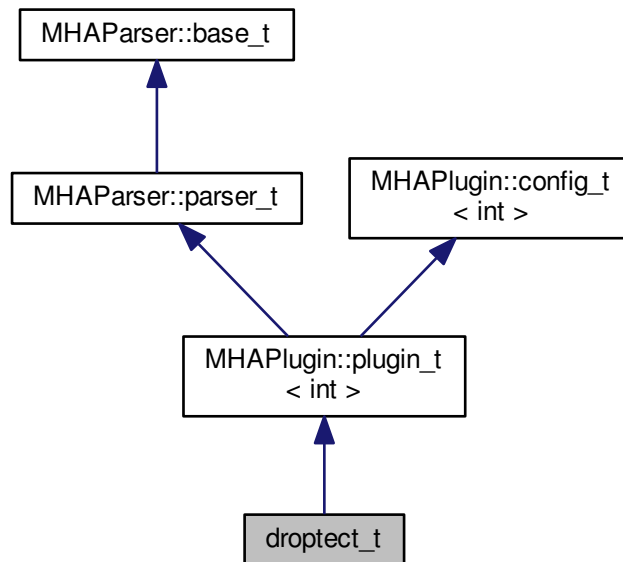 MHAParser::base_t
MHAParser::parser_t
MHAPlugin::config_t
< int >
MHAPlugin::plugin_t
< int >
droptect_t